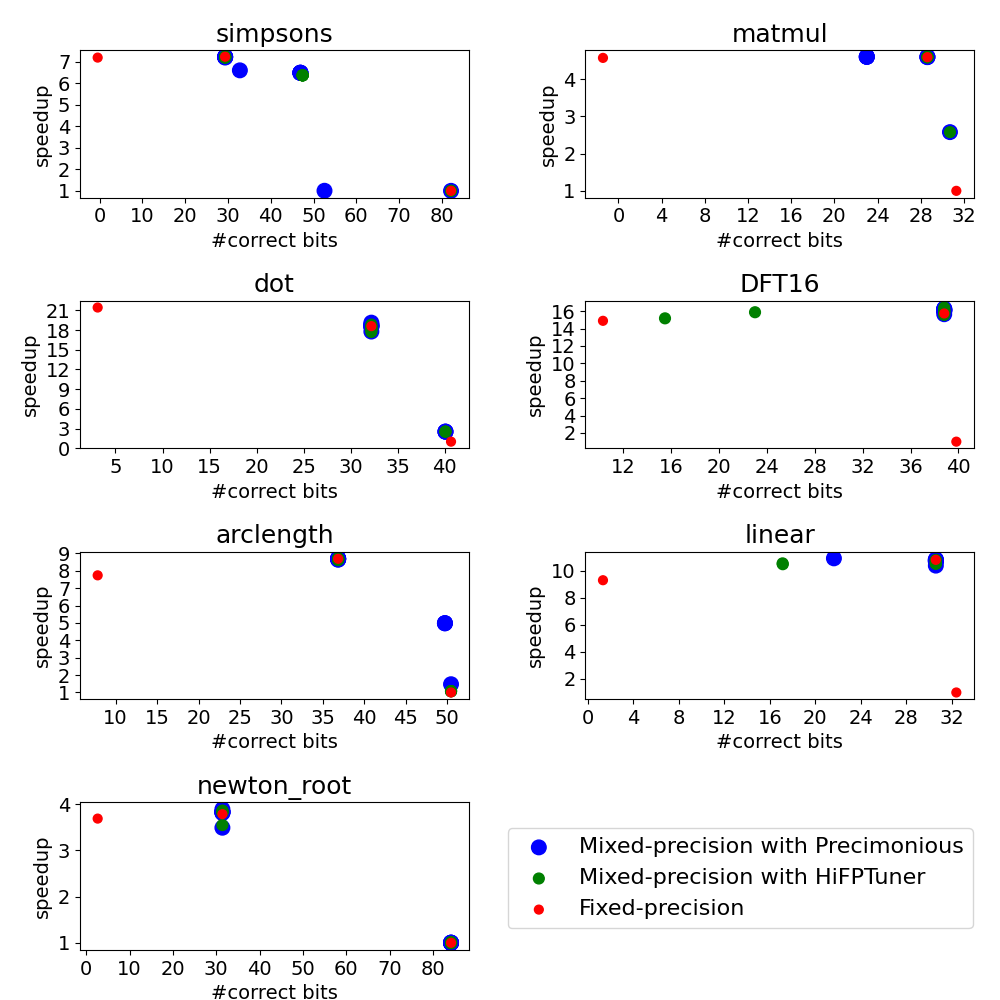 simpsons
7
6
5
4
3
2
1
speedup
0 10 20 30 40 50 60 70 80
#correct bits
matmul
4
3
2
1
speedup
0 4 8 12 16 20 24 28 32
#correct bits
dot
21
18
15
12
9
6
3
0
speedup
5 10 15 20 25 30 35 40
#correct bits
DFT16
16
14
12
10
8
6
4
2
speedup
12 16 20 24 28 32 36 40
#correct bits
arclength
9
8
7
6
5
4
3
2
1
speedup
10 15 20 25 30 35 40 45 50
#correct bits
linear
10
8
6
4
2
speedup
0 4 8 12 16 20 24 28 32
#correct bits
newton_root
4
3
2
1
speedup
0 10 20 30 40 50 60 70 80
#correct bits
Mixed-precision with Precimonious
Mixed-precision with HiFPTuner
Fixed-precision